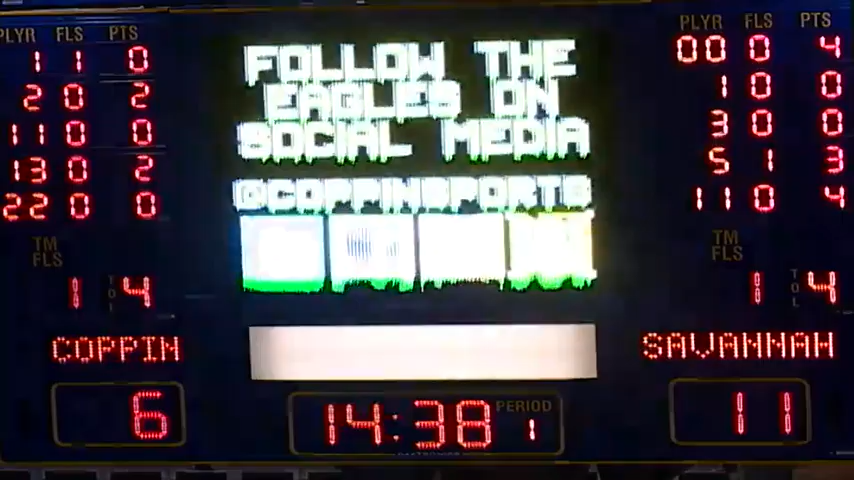 PLYR FLS PTS
1 1 0
2 0 2
11 0 0
13 0 2
22 0 0
TM FLS
1 TOL 4
COPPIN
6
FOLLOW THE
EAGLES ON
SOCIAL MEDIA
@COPPINSPORTS
14:38 PERIOD 1
PLYR FLS PTS
00 0 4
1 0 0
3 0 0
5 1 3
11 0 4
TM FLS
1 TOL 4
SAVANNAH
11